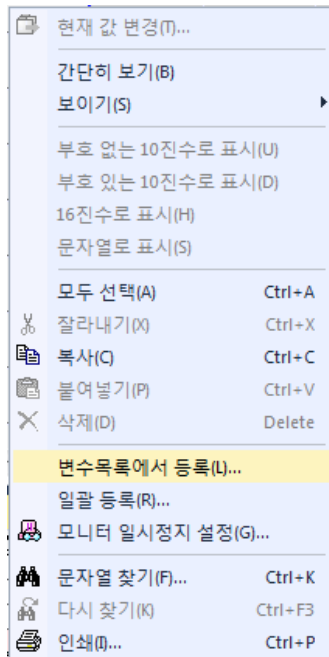 현재 값 변경(T)...
간단히 보기(B)
보이기(S)
부호 없는 10진수로 표시(U)
부호 있는 10진수로 표시(D)
16진수로 표시(H)
문자열로 표시(S)
모두 선택(A) Ctrl+A
잘라내기(X) Ctrl+X
복사(C) Ctrl+C
붙여넣기(P) Ctrl+V
삭제(D) Delete
변수목록에서 등록(L)...
일괄 등록(R)...
모니터 일시정지 설정(G)...
문자열 찾기(F)... Ctrl+K
다시 찾기(K) Ctrl+F3
인쇄(I)... Ctrl+P